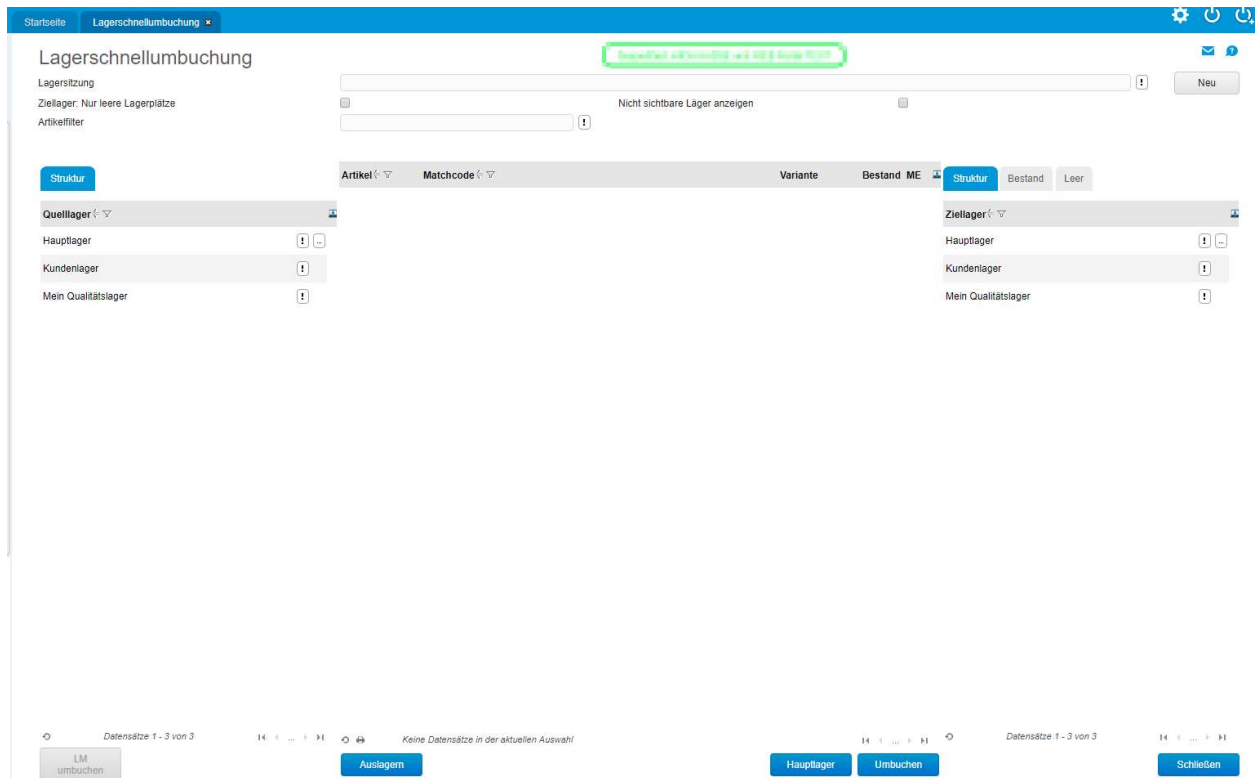 Startseite Lagerschnellumbuchung
Lagerschnellumbuchung
Lagersitzung Neu
Ziellager: Nur leere Lagerplätze Nicht sichtbare Läger anzeigen
Artikelfilter
Struktur Artikel Matchcode Variante Bestand ME Struktur Bestand Leer
Quelllager Ziellager
Hauptlager ! .. Hauptlager ! ..
Kundenlager ! Kundenlager !
Mein Qualitätslager ! Mein Qualitätslager !
Datensätze 1 - 3 von 3 ... Keine Datensätze in der aktuellen Auswahl ... Datensätze 1 - 3 von 3 ...
LM umbuchen Auslagern Hauptlager Umbuchen Schließen